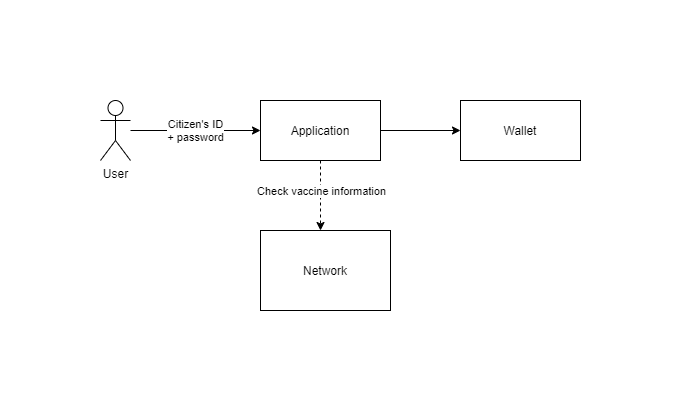 Citizen's ID
+ password
Application
Wallet
User
Check vaccine information
Network